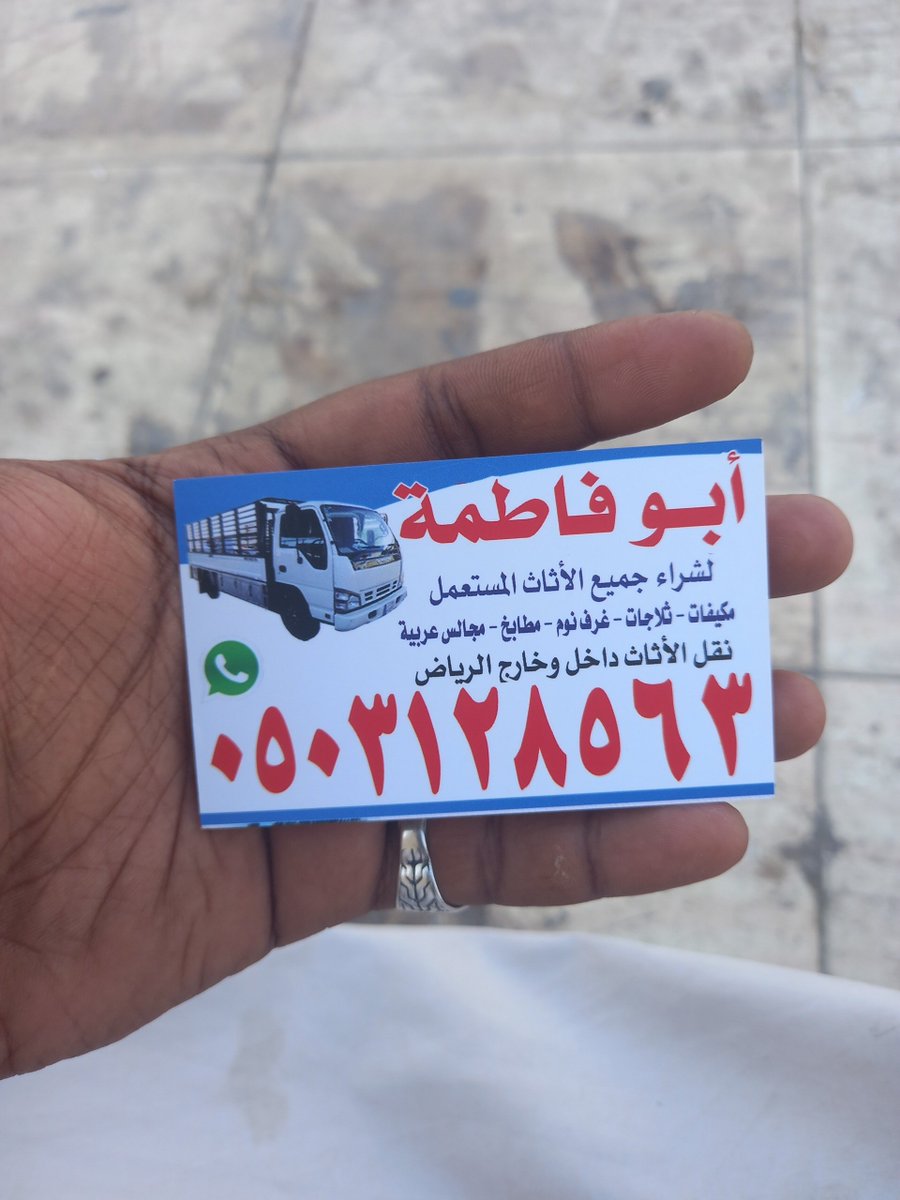 أبو فاطمة
لشراء جميع الأثاث المستعمل
مكيفات - ثلاجات - غرف نوم - مطابخ - مجالس عربية
نقل الأثاث داخل وخارج الرياض
٠٥٠٣١٢٨٥٦٣